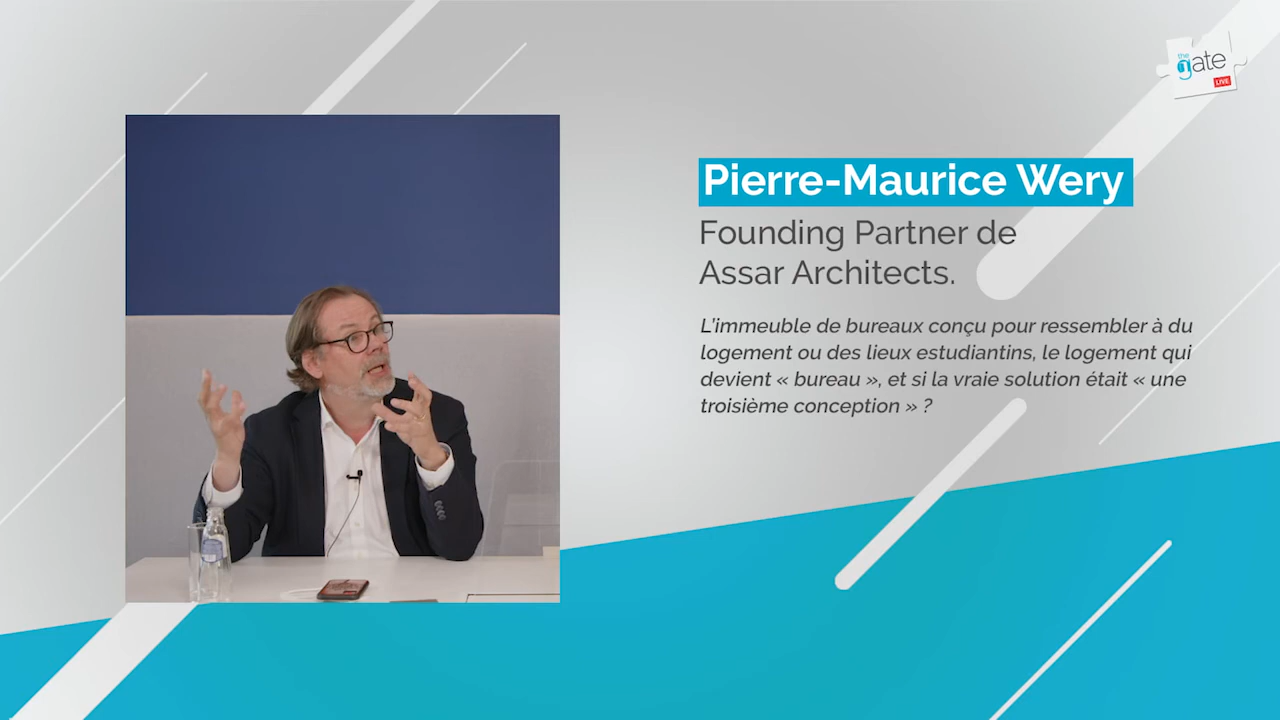 the
gate
LIVE
Pierre-Maurice Wery
Founding Partner de
Assar Architects.
L'immeuble de bureaux conçu pour ressembler à du
logement ou des lieux estudiantins, le logement qui
devient « bureau », et si la vraie solution était « une
troisième conception » ?